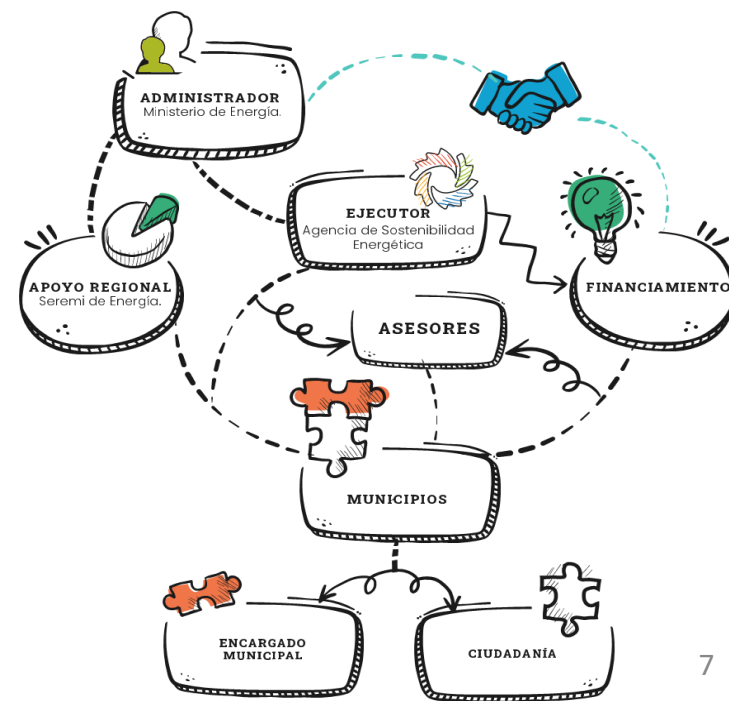 ADMINISTRADOR
Ministerio de Energía.
EJECUTOR
Agencia de Sostenibilidad
Energética
APOYO REGIONAL
Seremi de Energía.
FINANCIAMIENTO
ASESORES
MUNICIPIOS
ENCARGADO
MUNICIPAL
CIUDADANÍA
7